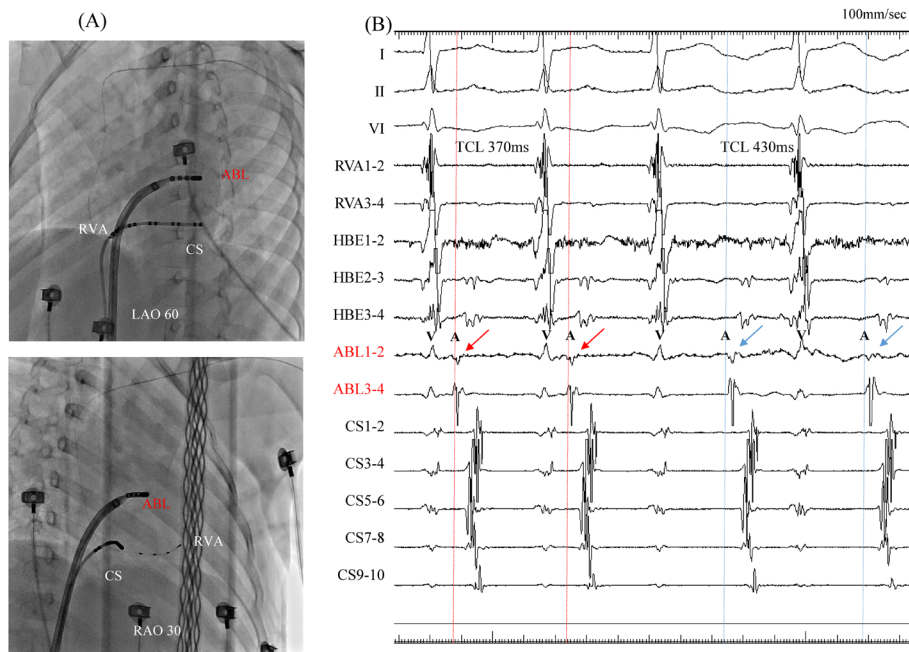 (A)
ABL
RVA
CS
LAO 60
ABL
RVA
CS
RAO 30
100mm/sec
(B)
I
II
VI
TCL 370ms
TCL 430ms
RVA1-2
RVA3-4
HBE1-2
HBE2-3
HBE3-4
V A V A V A V A
ABL1-2
ABL3-4
CS1-2
CS3-4
CS5-6
CS7-8
CS9-10